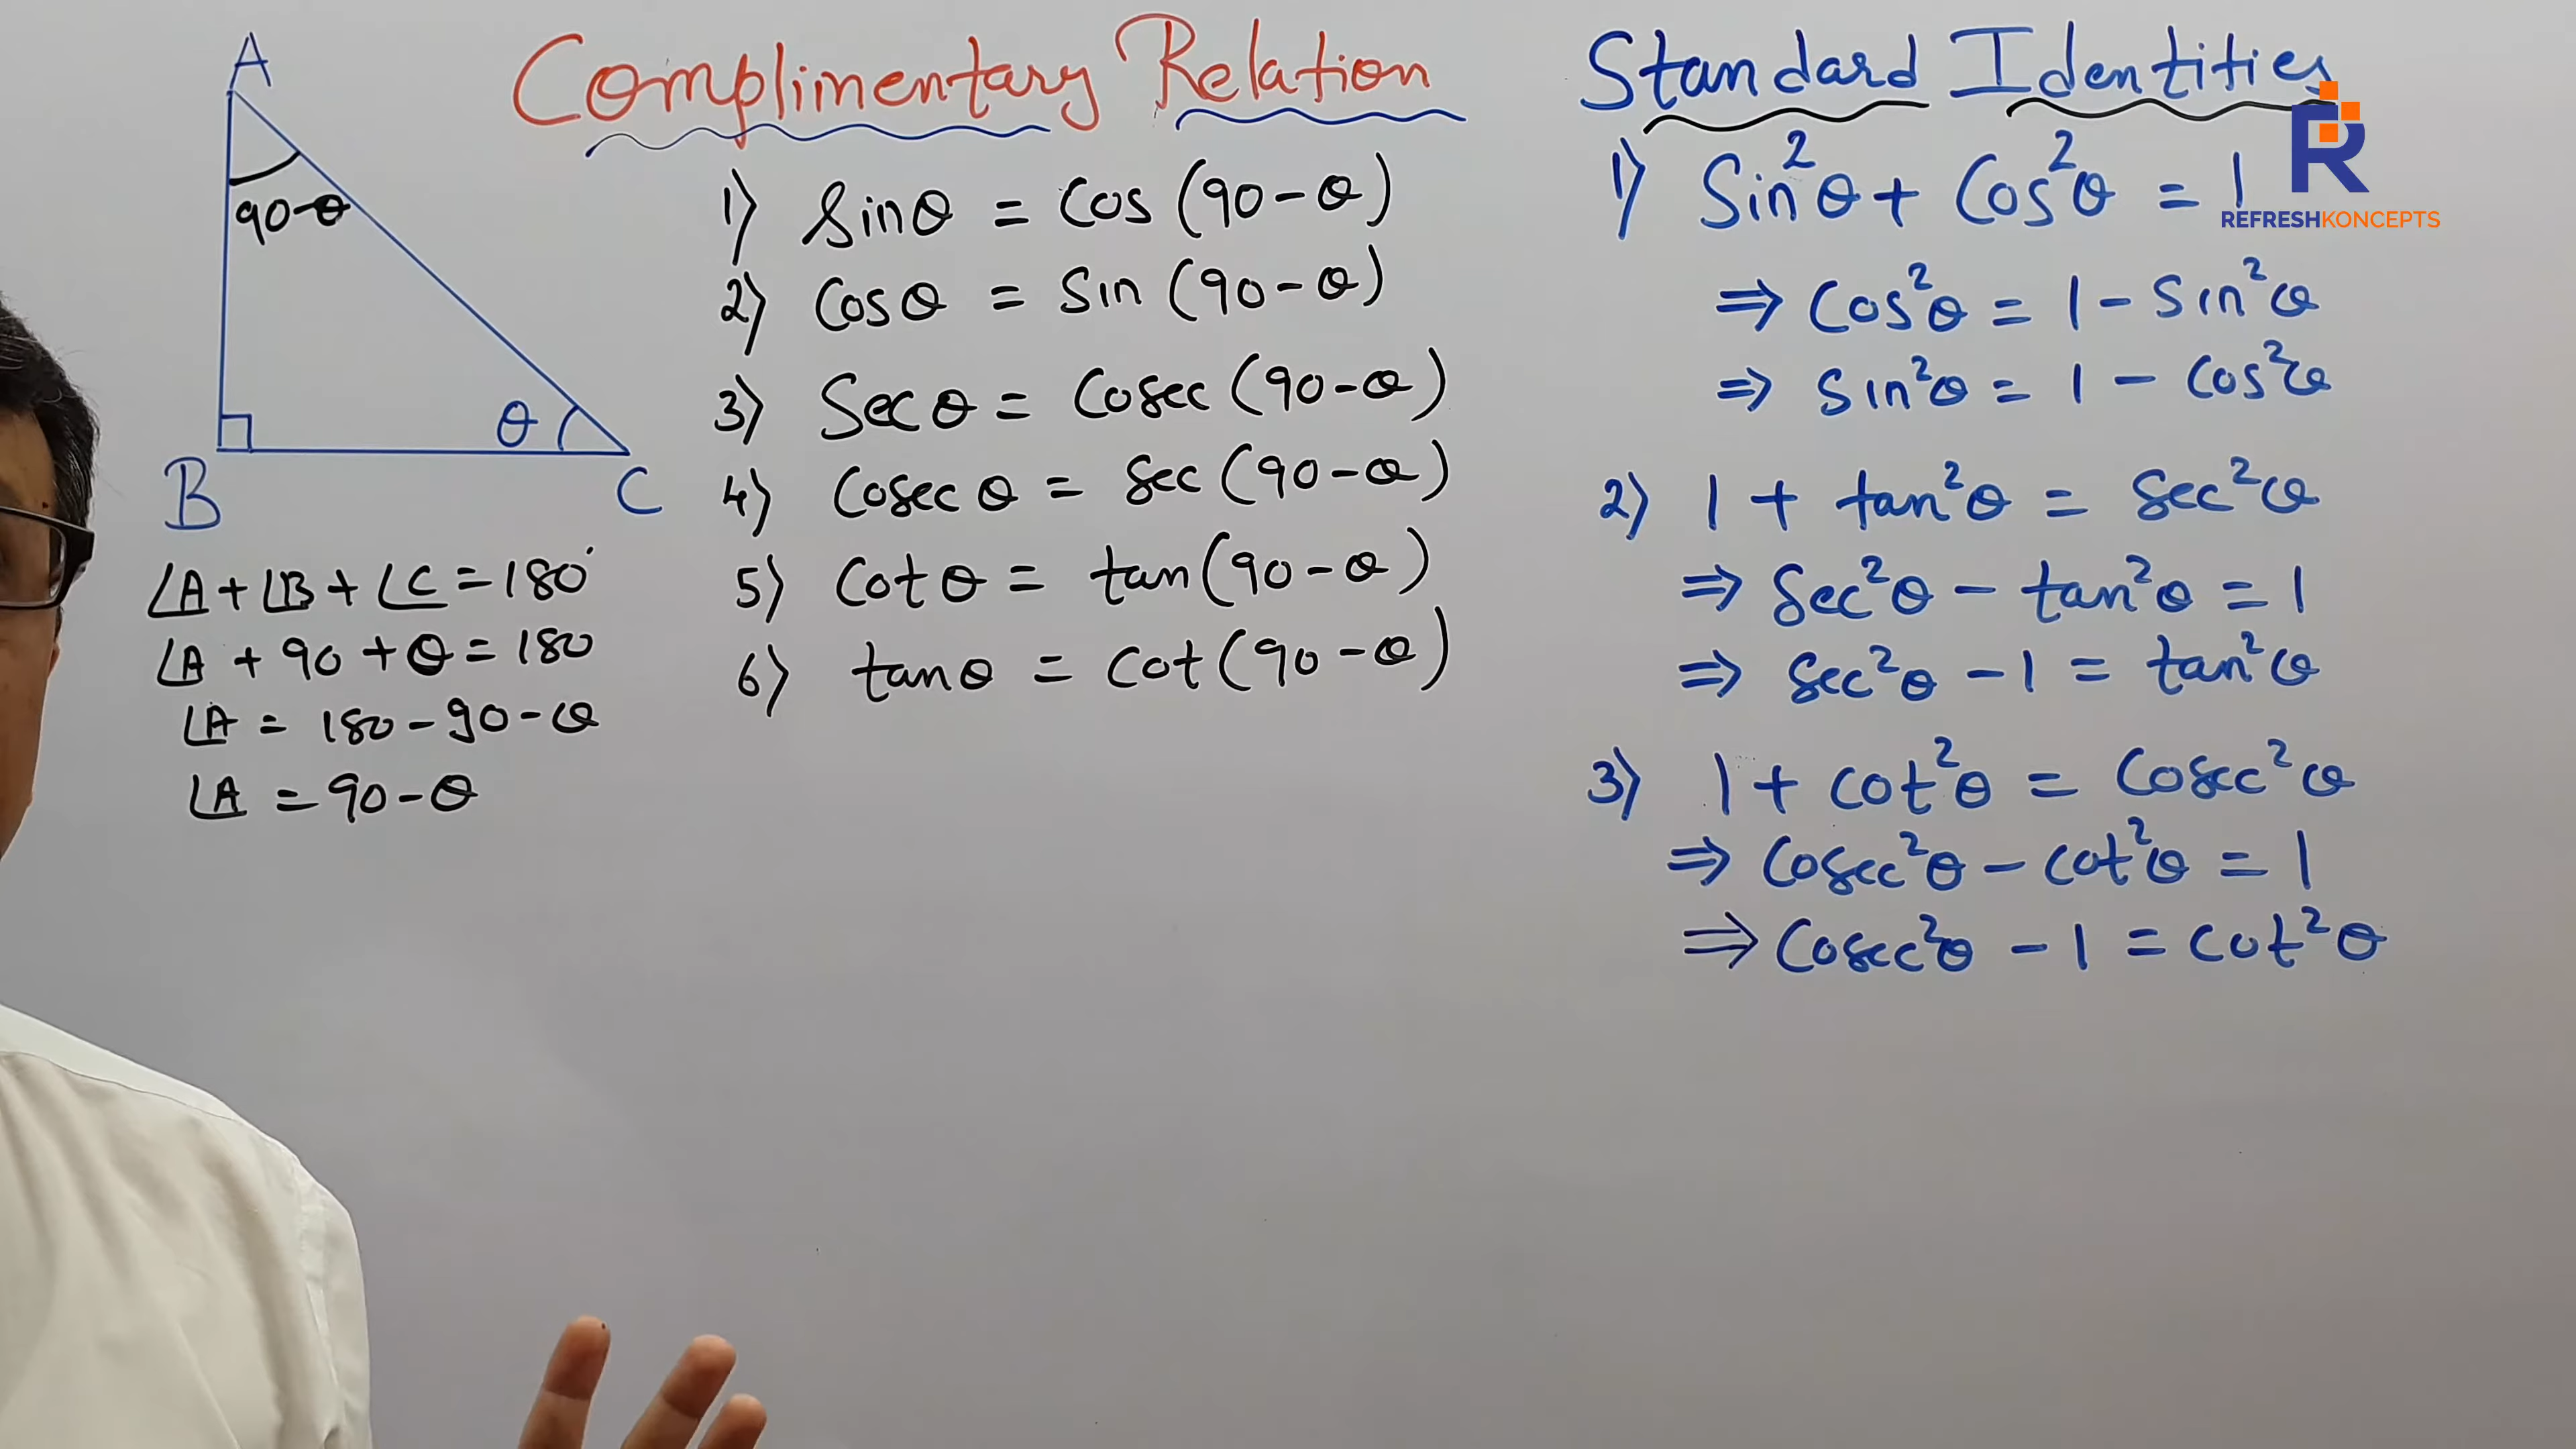 A
90-θ
θ
B
C
∠A + ∠B + ∠C = 180°
∠A + 90 + θ = 180
∠A = 180 - 90 - θ
∠A = 90 - θ
Complimentary Relation
1) Sinθ = Cos (90 - θ)
2) Cosθ = Sin (90 - θ)
3) Secθ = Cosec (90 - θ)
4) Cosec θ = Sec (90 - θ)
5) Cot θ = tan (90 - θ)
6) tanθ = Cot (90 - θ)
Standard Identities
1) Sin²θ + Cos²θ = 1
⇒ Cos²θ = 1 - Sin²θ
⇒ Sin²θ = 1 - Cos²θ
2) 1 + tan²θ = Sec²θ
⇒ Sec²θ - tan²θ = 1
⇒ Sec²θ - 1 = tan²θ
3) 1 + Cot²θ = Cosec²θ
⇒ Cosec²θ - Cot²θ = 1
⇒ Cosec²θ - 1 = Cot²θ
R
REFRESHKONCEPTS